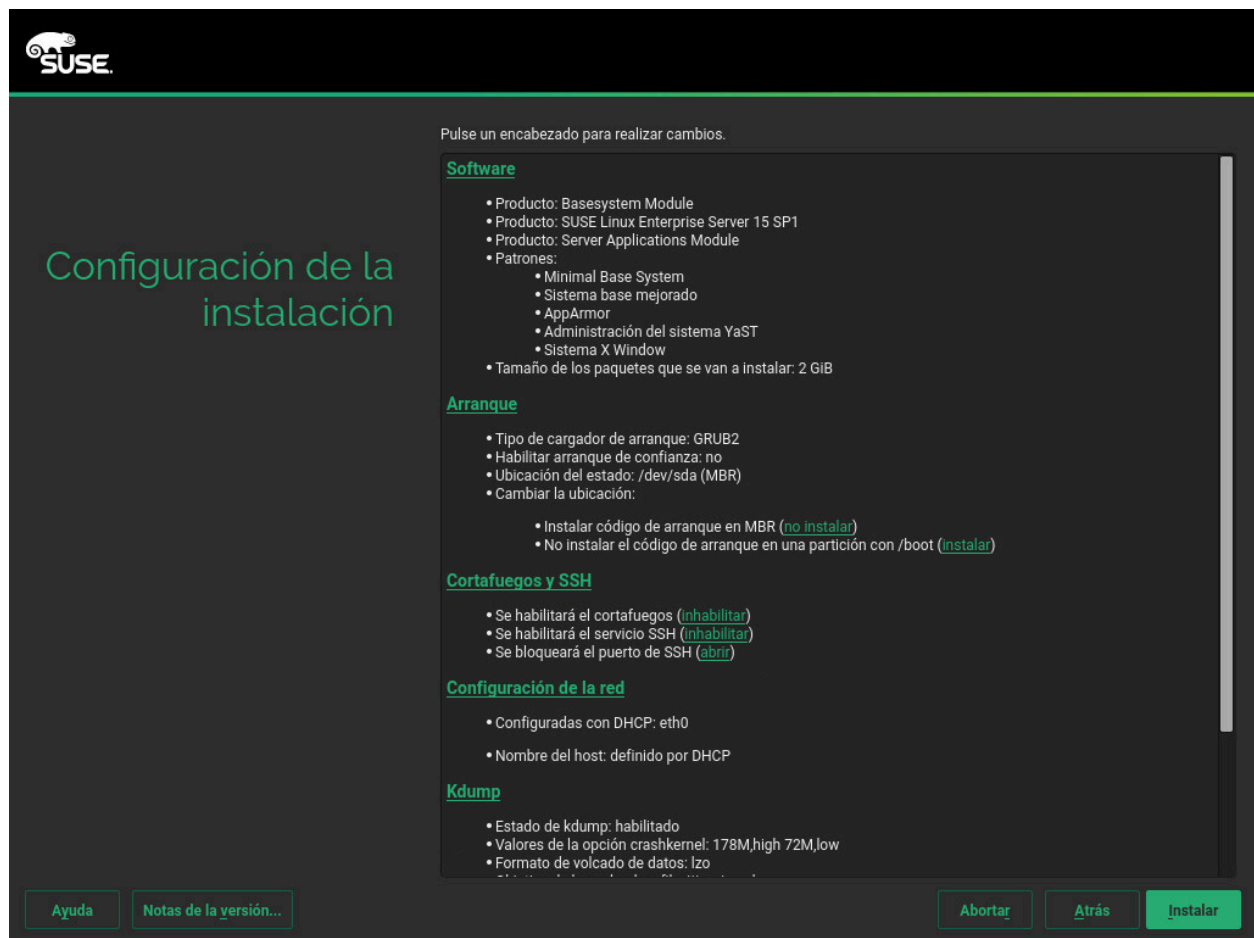 SUSE.
Pulse un encabezado para realizar cambios.
Configuración de la
instalación
Software
• Producto: Basesystem Module
• Producto: SUSE Linux Enterprise Server 15 SP1
• Producto: Server Applications Module
• Patrones:
• Minimal Base System
• Sistema base mejorado
• AppArmor
• Administración del sistema YaST
• Sistema X Window
• Tamaño de los paquetes que se van a instalar: 2 GiB
Arranque
• Tipo de cargador de arranque: GRUB2
• Habilitar arranque de confianza: no
• Ubicación del estado: /dev/sda (MBR)
• Cambiar la ubicación:
• Instalar código de arranque en MBR (no instalar)
• No instalar el código de arranque en una partición con /boot (instalar)
Cortafuegos y SSH
• Se habilitará el cortafuegos (inhabilitar)
• Se habilitará el servicio SSH (inhabilitar)
• Se bloqueará el puerto de SSH (abrir)
Configuración de la red
• Configuradas con DHCP: eth0
• Nombre del host: definido por DHCP
Kdump
• Estado de kdump: habilitado
• Valores de la opción crashkernel: 178M,high 72M,low
• Formato de volcado de datos: lzo
Ayuda
Notas de la versión...
Abortar
Atrás
Instalar